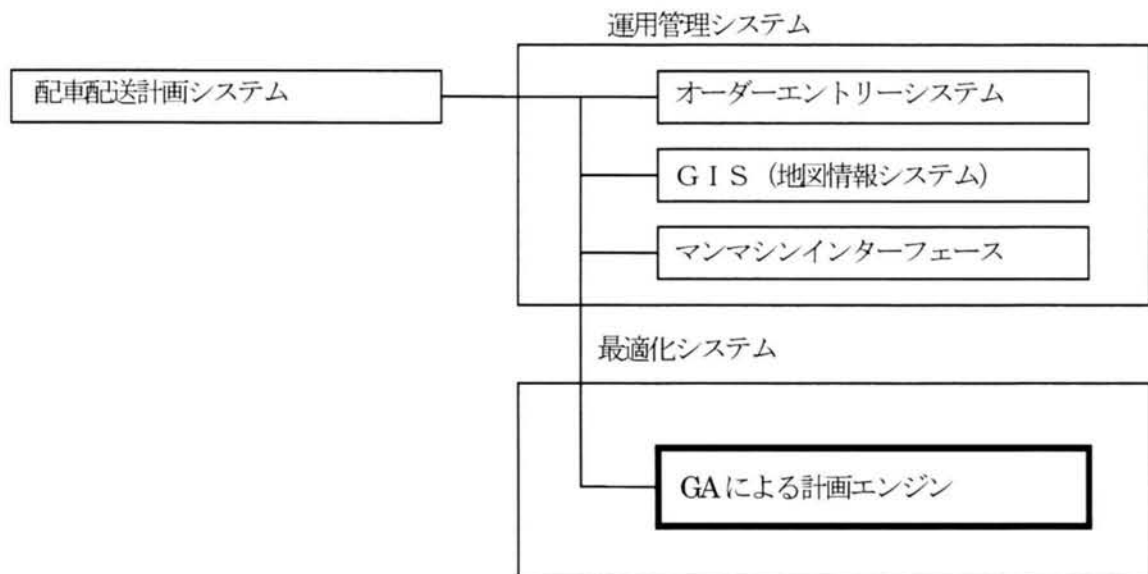 運用管理システム
配車配送計画システム
オーダーエントリーシステム
ＧＩＳ（地図情報システム）
マンマシンインターフェース
最適化システム
GAによる計画エンジン